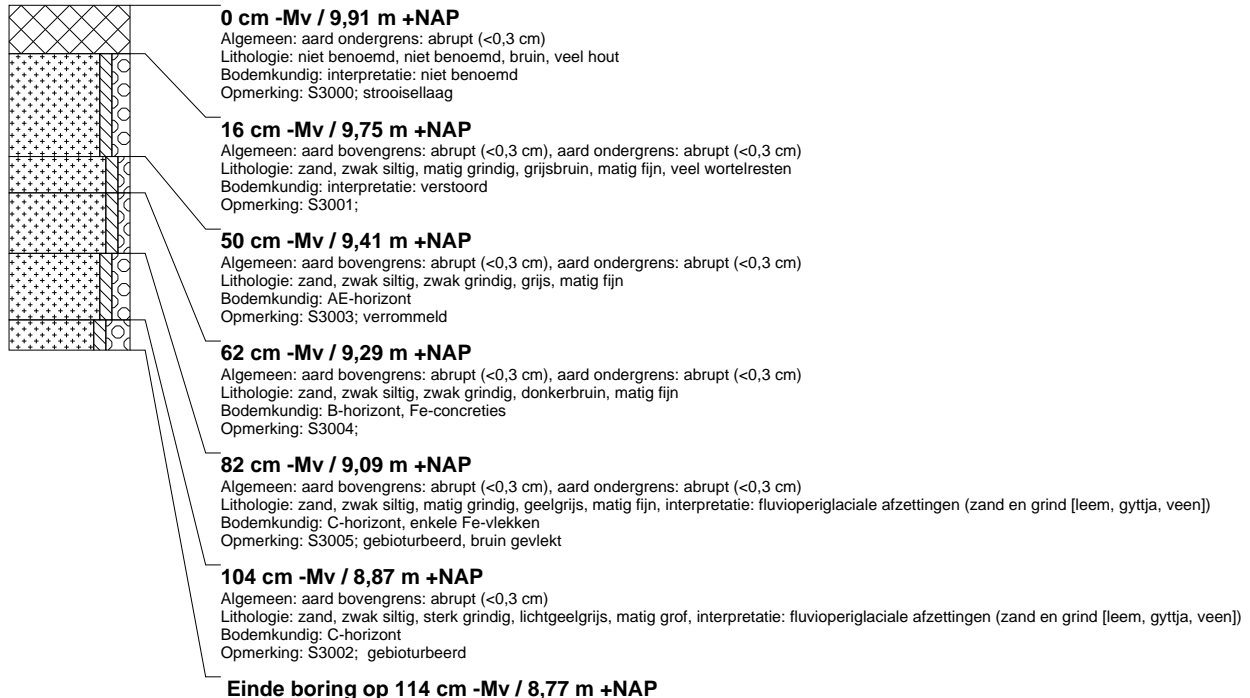 0 cm -Mv / 9,91 m +NAP
Algemeen: aard ondergrens: abrupt (<0,3 cm)
Lithologie: niet benoemd, niet benoemd, bruin, veel hout
Bodemkundig: interpretatie: niet benoemd
Opmerking: S3000; strooisellaag
16 cm -Mv / 9,75 m +NAP
Algemeen: aard bovengrens: abrupt (<0,3 cm), aard ondergrens: abrupt (<0,3 cm)
Lithologie: zand, zwak siltig, matig grindig, grijsbruin, matig fijn, veel wortelresten
Bodemkundig: interpretatie: verstoord
Opmerking: S3001;
50 cm -Mv / 9,41 m +NAP
Algemeen: aard bovengrens: abrupt (<0,3 cm), aard ondergrens: abrupt (<0,3 cm)
Lithologie: zand, zwak siltig, zwak grindig, grijs, matig fijn
Bodemkundig: AE-horizont
Opmerking: S3003; verrommeld
62 cm -Mv / 9,29 m +NAP
Algemeen: aard bovengrens: abrupt (<0,3 cm), aard ondergrens: abrupt (<0,3 cm)
Lithologie: zand, zwak siltig, zwak grindig, donkerbruin, matig fijn
Bodemkundig: B-horizont, Fe-concreties
Opmerking: S3004;
82 cm -Mv / 9,09 m +NAP
Algemeen: aard bovengrens: abrupt (<0,3 cm), aard ondergrens: abrupt (<0,3 cm)
Lithologie: zand, zwak siltig, matig grindig, geelgrijs, matig fijn, interpretatie: fluvioperiglaciale afzettingen (zand en grind [leem, gyttja, veen])
Bodemkundig: C-horizont, enkele Fe-vlekken
Opmerking: S3005; gebioturbeerd, bruin gevlekt
104 cm -Mv / 8,87 m +NAP
Algemeen: aard bovengrens: abrupt (<0,3 cm)
Lithologie: zand, zwak siltig, sterk grindig, lichtgeelgrijs, matig grof, interpretatie: fluvioperiglaciale afzettingen (zand en grind [leem, gyttja, veen])
Bodemkundig: C-horizont
Opmerking: S3002; gebioturbeerd
Einde boring op 114 cm -Mv / 8,77 m +NAP